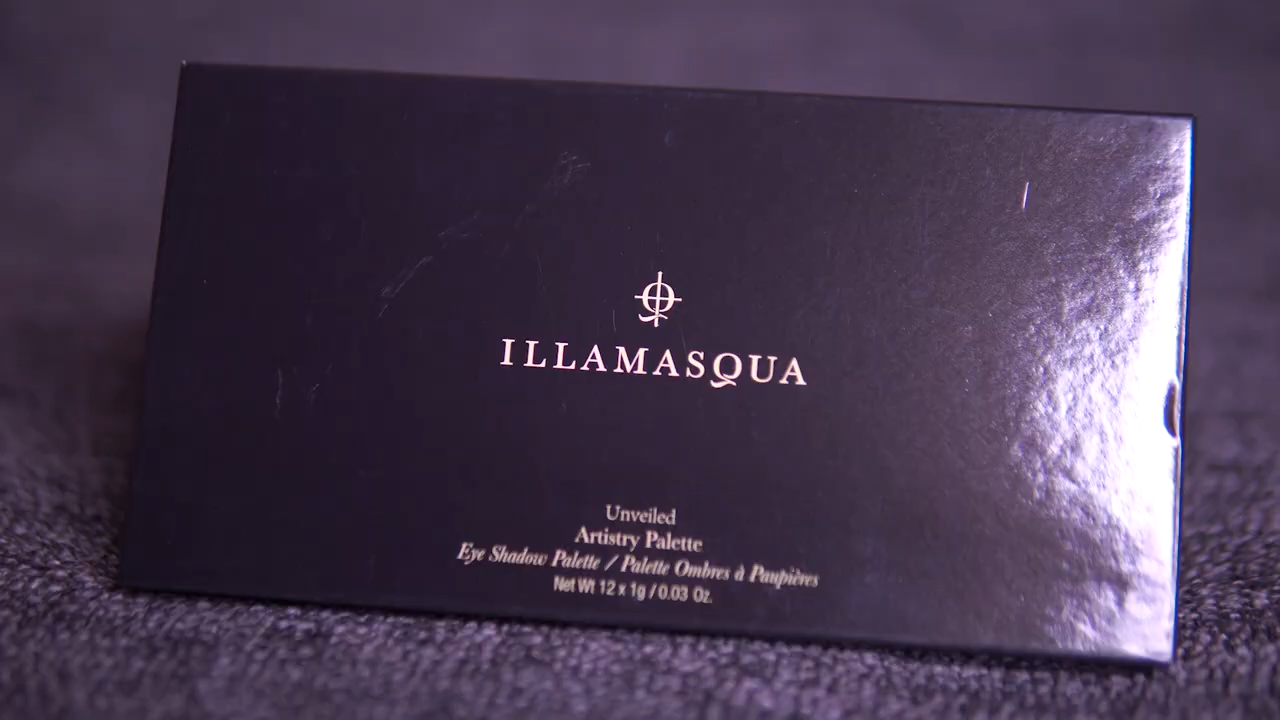 ILLAMASQUA
Unveiled
Artistry Palette
Eye Shadow Palette / Palette Ombres à Paupières
Net Wt 12 x 1g / 0.03 Oz.